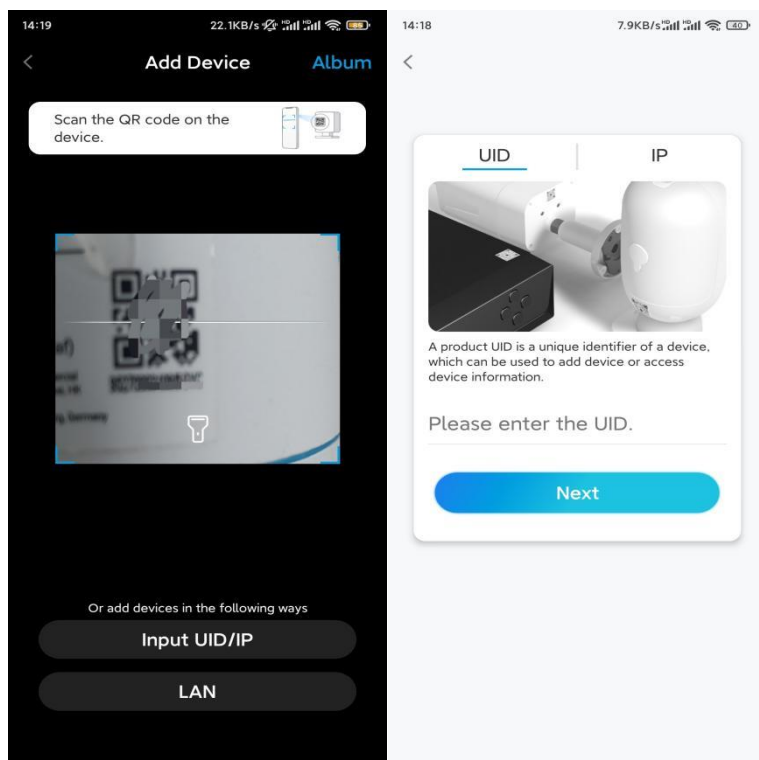 14:19
22.1KB/s
85
Add Device
Album
Scan the QR code on the
device.
Or add devices in the following ways
Input UID/IP
LAN
14:18
7.9KB/s
40
UID
IP
A product UID is a unique identifier of a device,
which can be used to add device or access
device information.
Please enter the UID.
Next